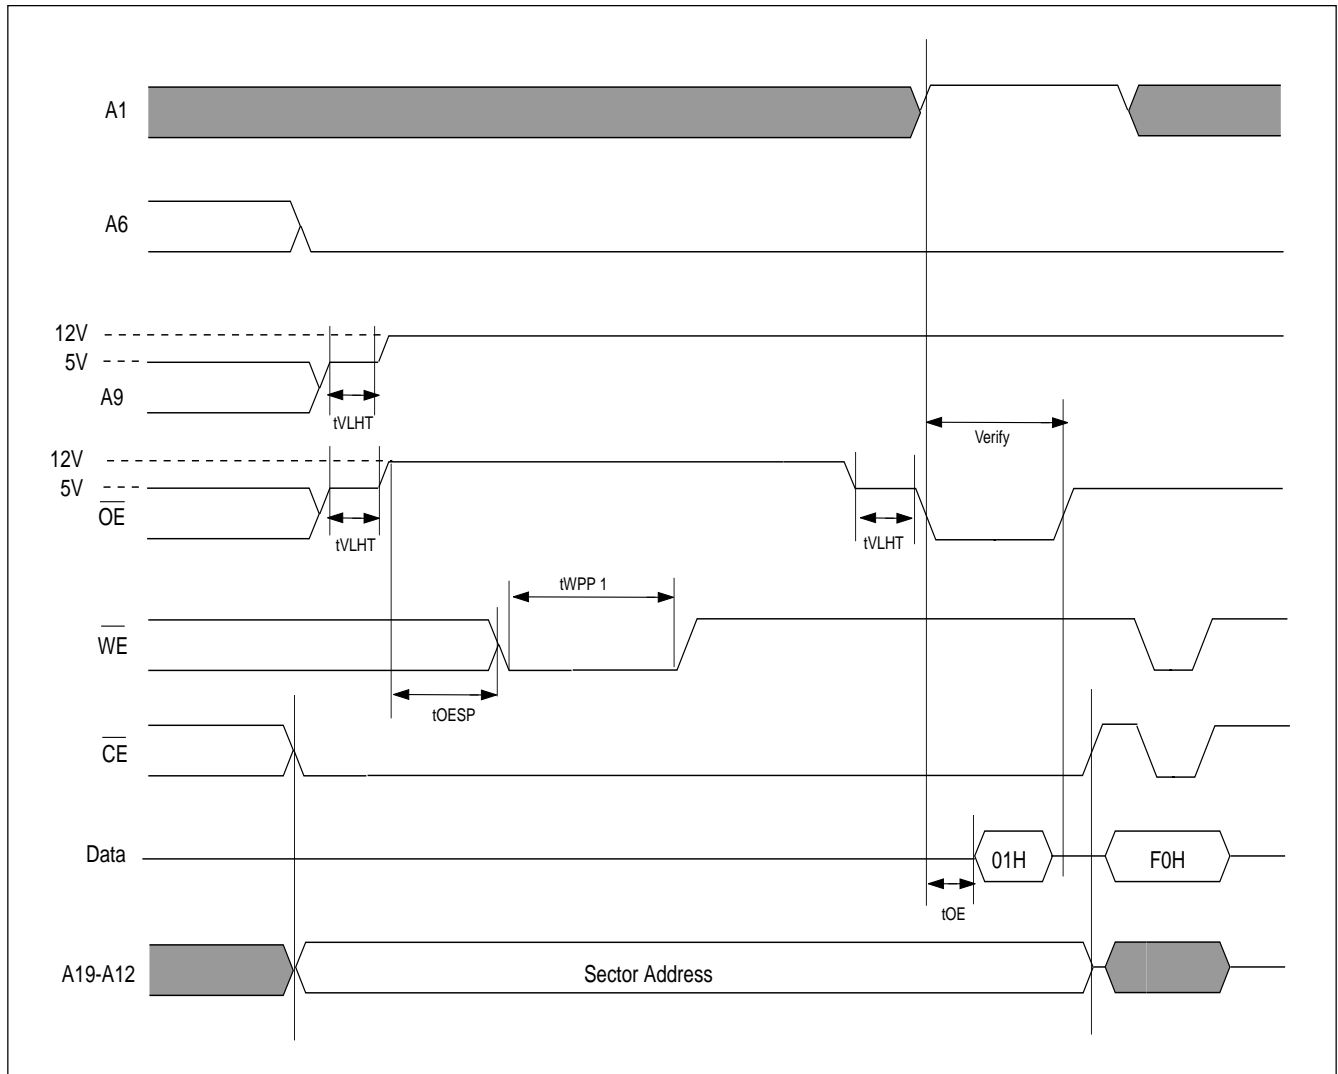 A1
A6
12V
5V
A9
tVLHT
Verify
12V
5V
OE
tVLHT
tVLHT
tWPP 1
WE
tOESP
CE
Data
01H
F0H
tOE
A19-A12
Sector Address